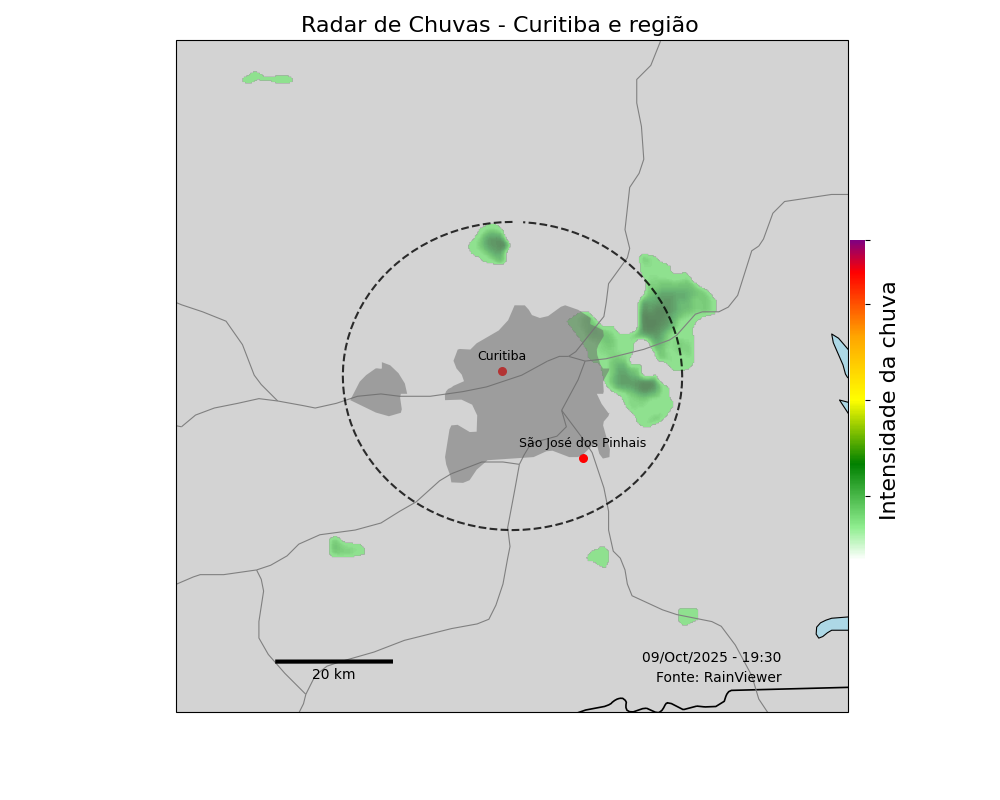 Radar de Chuvas - Curitiba e região
Curitiba
São José dos Pinhais
Intensidade da chuva
09/Oct/2025 - 19:30
20 km
Fonte: RainViewer